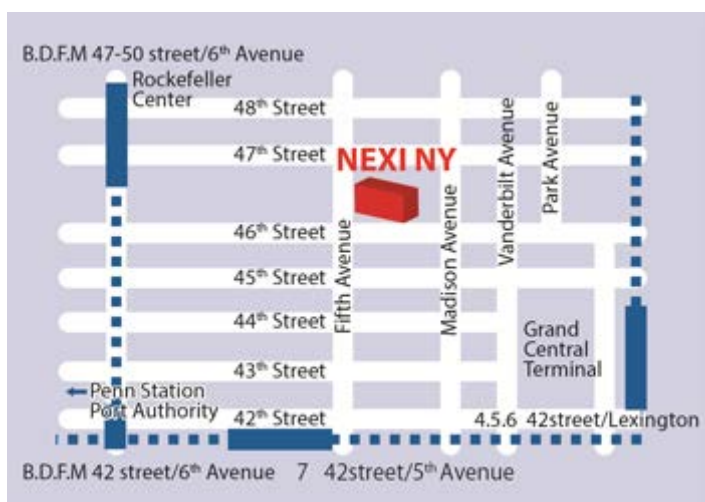 B.D.F.M 47-50 street/6th Avenue
Rockefeller
Center
48th Street
47th Street
NEXI NY
46th Street
45th Street
44th Street
43th Street
42th Street
Fifth Avenue
Madison Avenue
Vanderbilt Avenue
Park Avenue
Grand
Central
Terminal
Penn Station
Port Authority
4.5.6 42street/Lexington
B.D.F.M 42 street/6th Avenue
7 42street/5th Avenue